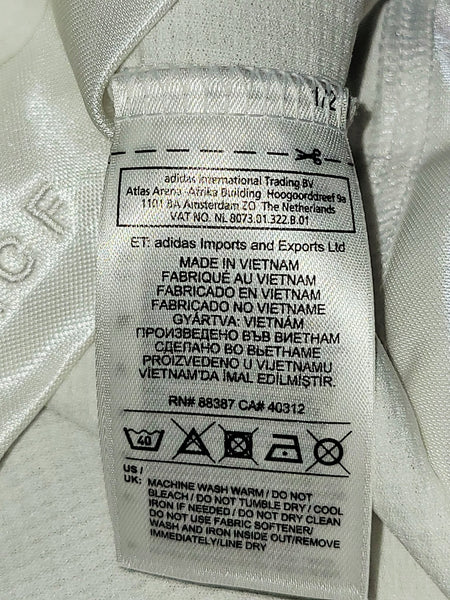 1/2
adidas International Trading BV
Atlas Arena Afrika Building Hoogoorddreef 9a
1101 BA Amsterdam ZO The Netherlands
VAT NO. NL 8073.01.322.B.01
ET: adidas Imports and Exports Ltd
MADE IN VIETNAM
FABRIQUÉ AU VIETNAM
FABRICADO EN VIETNAM
FABRICADO NO VIETNAME
GYÁRTVA: VIETNÁM
ПРОИЗВЕДЕНО ВЪВ ВИЕТНАМ
СДЕЛАНО ВО ВЬЕТНАМЕ
PROIZVEDENO U VIJETNAMU
VİETNAM'DA İMAL EDİLMİŞTİR.
RN# 88387 CA# 40312
40
US /
UK: MACHINE WASH WARM / DO NOT
BLEACH / DO NOT TUMBLE DRY / COOL
IRON IF NEEDED / DO NOT DRY CLEAN
DO NOT USE FABRIC SOFTENER/
WASH AND IRON INSIDE OUT/REMOVE
IMMEDIATELY/LINE DRY